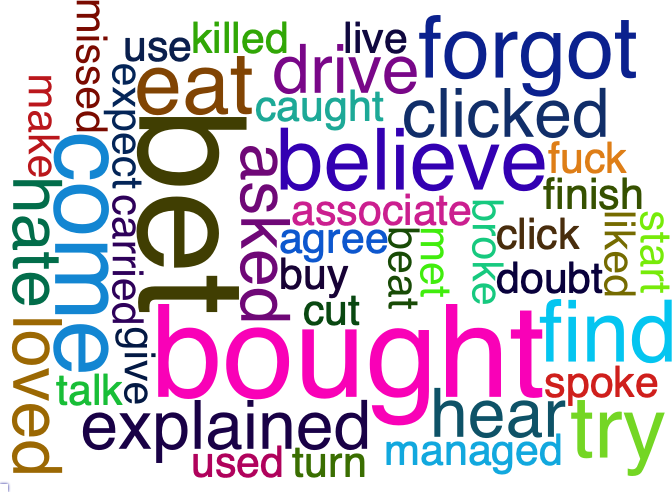 missed
use
killed
live
forgot
drive
eat
expect
make
caught
clicked
bet
come
asked
believe
fuck
hate
finish
associate
carried
agree
beat
met
broke
click
liked
start
buy
doubt
cut
bought
find
loved
give
talk
spoke
explained
hear
try
managed
used
turn